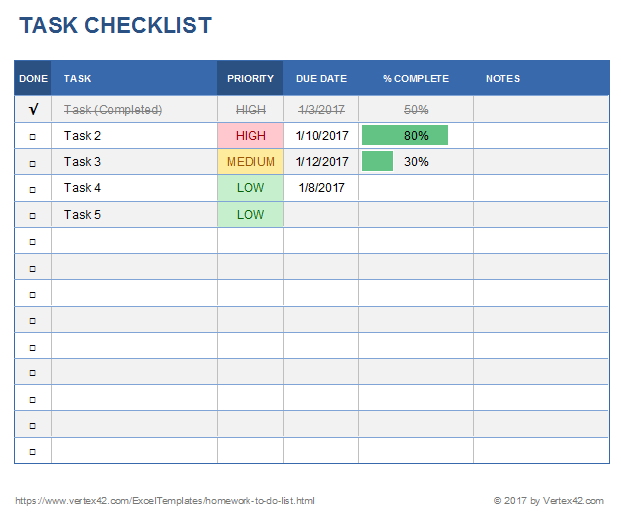 TASK CHECKLIST
DONE TASK PRIORITY DUE DATE % COMPLETE NOTES
√ Task (Completed) HIGH 1/3/2017 50%
□ Task 2 HIGH 1/10/2017 80%
□ Task 3 MEDIUM 1/12/2017 30%
□ Task 4 LOW 1/8/2017
□ Task 5 LOW
□
□
□
□
□
□
□
□
□
https://www.vertex42.com/ExcelTemplates/homework-to-do-list.html © 2017 by Vertex42.com